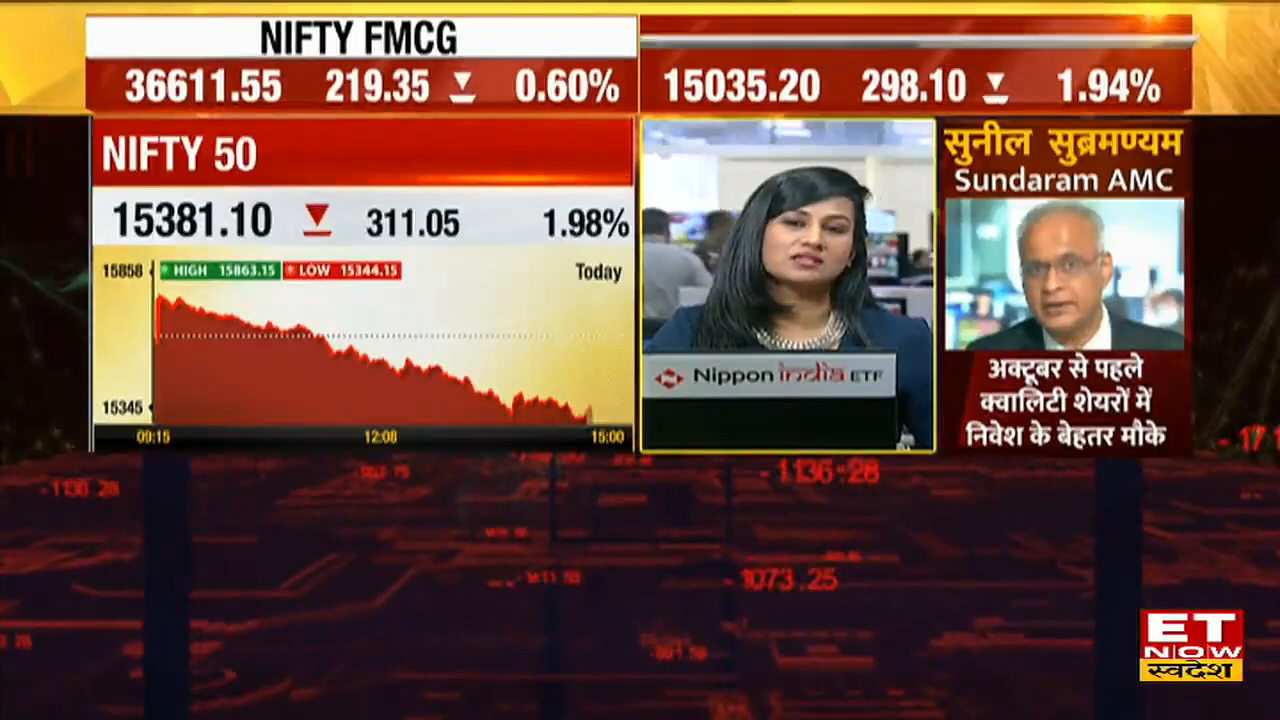 NIFTY FMCG
36611.55 219.35 0.60%
15035.20 298.10 1.94%
NIFTY 50
15381.10 311.05 1.98%
15858
HIGH 15863.15 LOW 15344.15
Today
15345
09:15 12:08 15:00
Nippon india ETF
सुनील सुब्रमण्यम
Sundaram AMC
अक्टूबर से पहले
क्वालिटी शेयरों में
निवेश के बेहतर मौके
-1136.28
-1136.28
-1073.25
ET
NOW
स्वदेश